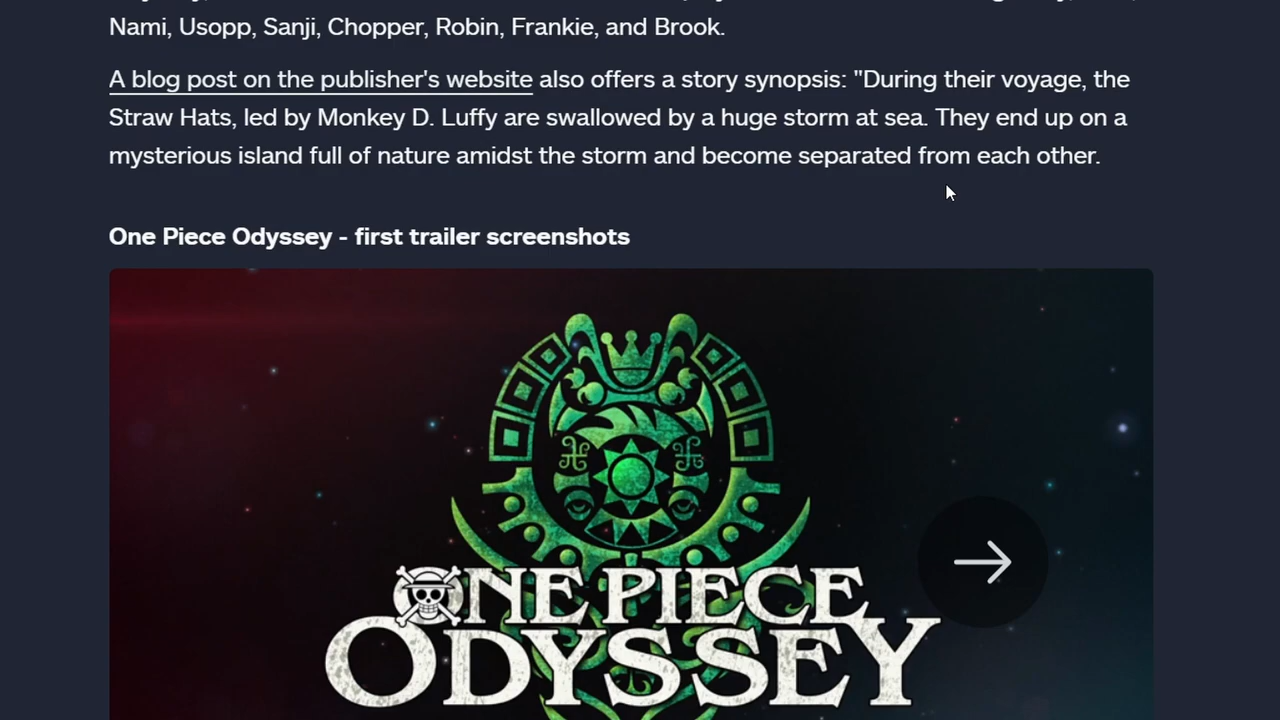 Nami, Usopp, Sanji, Chopper, Robin, Frankie, and Brook.
A blog post on the publisher's website also offers a story synopsis: "During their voyage, the
Straw Hats, led by Monkey D. Luffy are swallowed by a huge storm at sea. They end up on a
mysterious island full of nature amidst the storm and become separated from each other.
One Piece Odyssey - first trailer screenshots
ONE PIECE
ODYSSEY